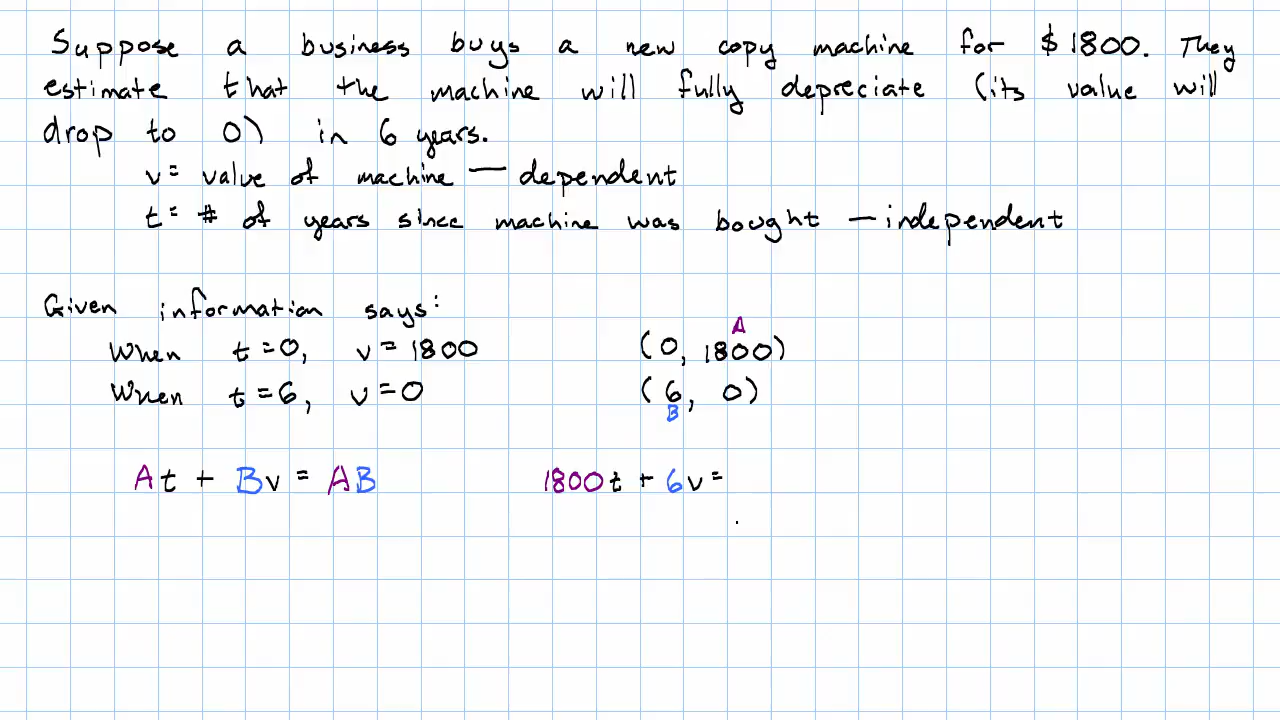 Suppose a business buys a new copy machine for $1800. They
estimate that the machine will fully depreciate (its value will
drop to 0) in 6 years.
v = value of machine — dependent
t = # of years since machine was bought — independent
Given information says:
A
When t = 0, v = 1800 (0, 1800)
When t = 6, v = 0 (6, 0)
B
At + Bv = AB 1800t + 6v =